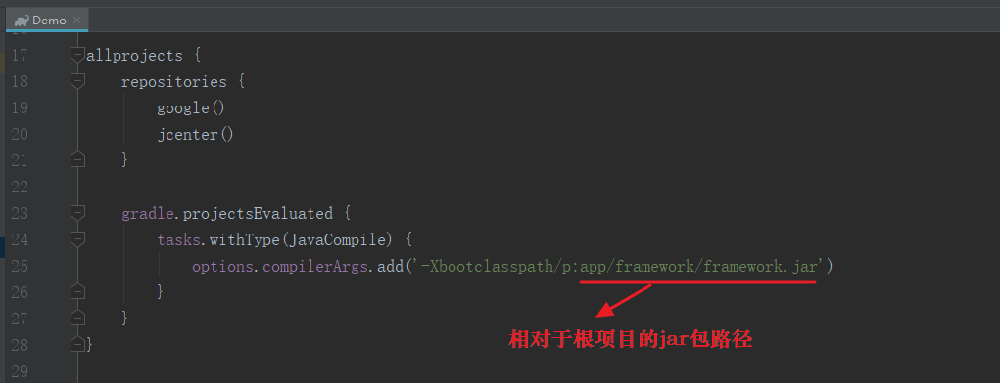 Demo
16
17 allprojects {
18 repositories {
19 google()
20 jcenter()
21 }
22
23 gradle.projectsEvaluated {
24 tasks.withType(JavaCompile) {
25 options.compilerArgs.add('-Xbootclasspath/p:app/framework/framework.jar')
26 }
27 }
相对于根项目的jar包路径
28 }
29